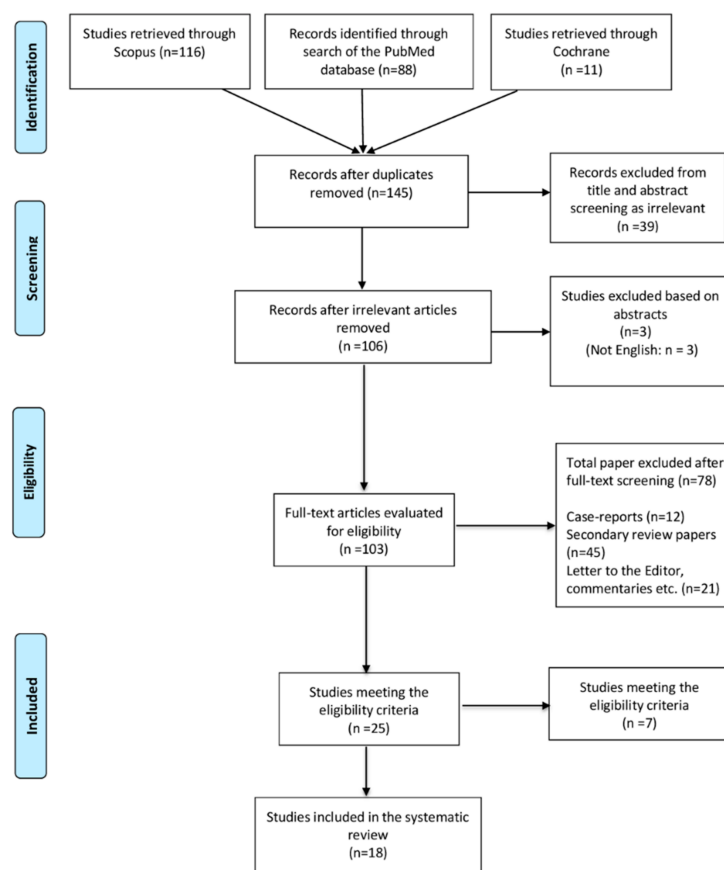 Identification
Studies retrieved through
Scopus (n=116)
Records identified through
search of the PubMed
database (n=88)
Studies retrieved through
Cochrane
(n =11)
Records after duplicates
removed (n=145)
Records excluded from
title and abstract
screening as irrelevant
(n =39)
Screening
Records after irrelevant articles
removed
(n =106)
Studies excluded based on
abstracts
(n=3)
(Not English: n = 3)
Eligibility
Full-text articles evaluated
for eligibility
(n =103)
Total paper excluded after
full-text screening (n=78)
Case-reports (n=12)
Secondary review papers
(n=45)
Letter to the Editor,
commentaries etc. (n=21)
Included
Studies meeting the
eligibility criteria
(n =25)
Studies meeting the
eligibility criteria
(n =7)
Studies included in the systematic
review
(n=18)